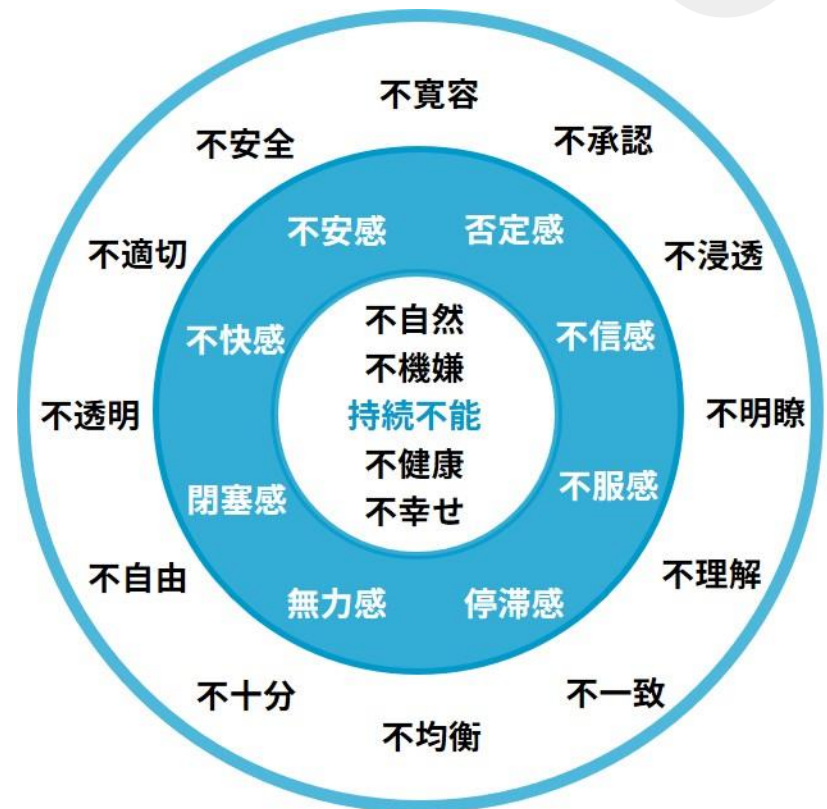 不寛容
不承認
不浸透
不明瞭
不理解
不一致
不均衡
不十分
不自由
不透明
不適切
不安全
不安感
否定感
不信感
不服感
停滞感
無力感
閉塞感
不快感
不自然
不機嫌
持続不能
不健康
不幸せ